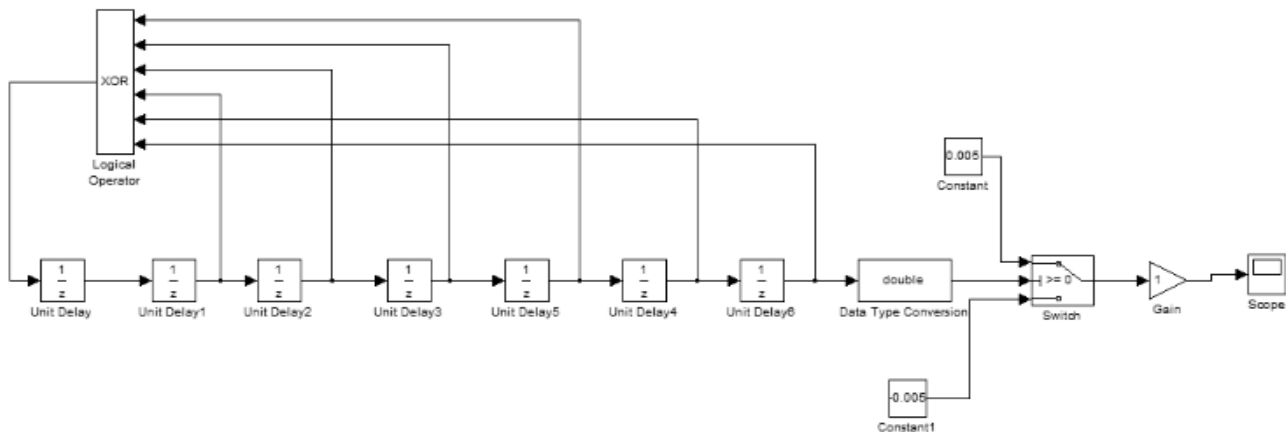 XOR
Logical
Operator
0.005
Constant
1
z
Unit Delay
1
z
Unit Delay1
1
z
Unit Delay2
1
z
Unit Delay3
1
z
Unit Delay5
1
z
Unit Delay4
1
z
Unit Delay6
double
Data Type Conversion
>= 0
Switch
1
Gain
Scope
-0.005
Constant1